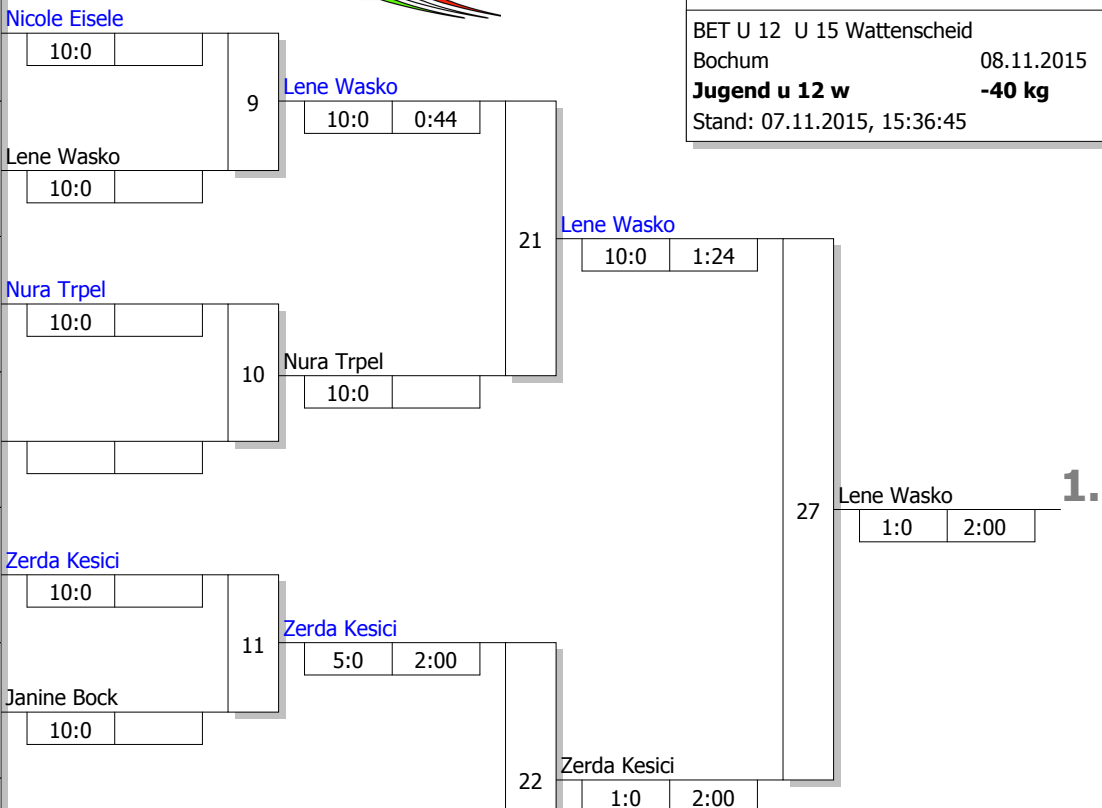 Nicole Eisele
10:0
BET U 12 U 15 Wattenscheid
Bochum 08.11.2015
Jugend u 12 w -40 kg
Stand: 07.11.2015, 15:36:45
9
Lene Wasko
10:0 0:44
Lene Wasko
10:0
21
Lene Wasko
10:0 1:24
Nura Trpel
10:0
10
Nura Trpel
10:0
27
Lene Wasko
1.
1:0 2:00
Zerda Kesici
10:0
11
Zerda Kesici
5:0 2:00
Janine Bock
10:0
22
Zerda Kesici
1:0 2:00